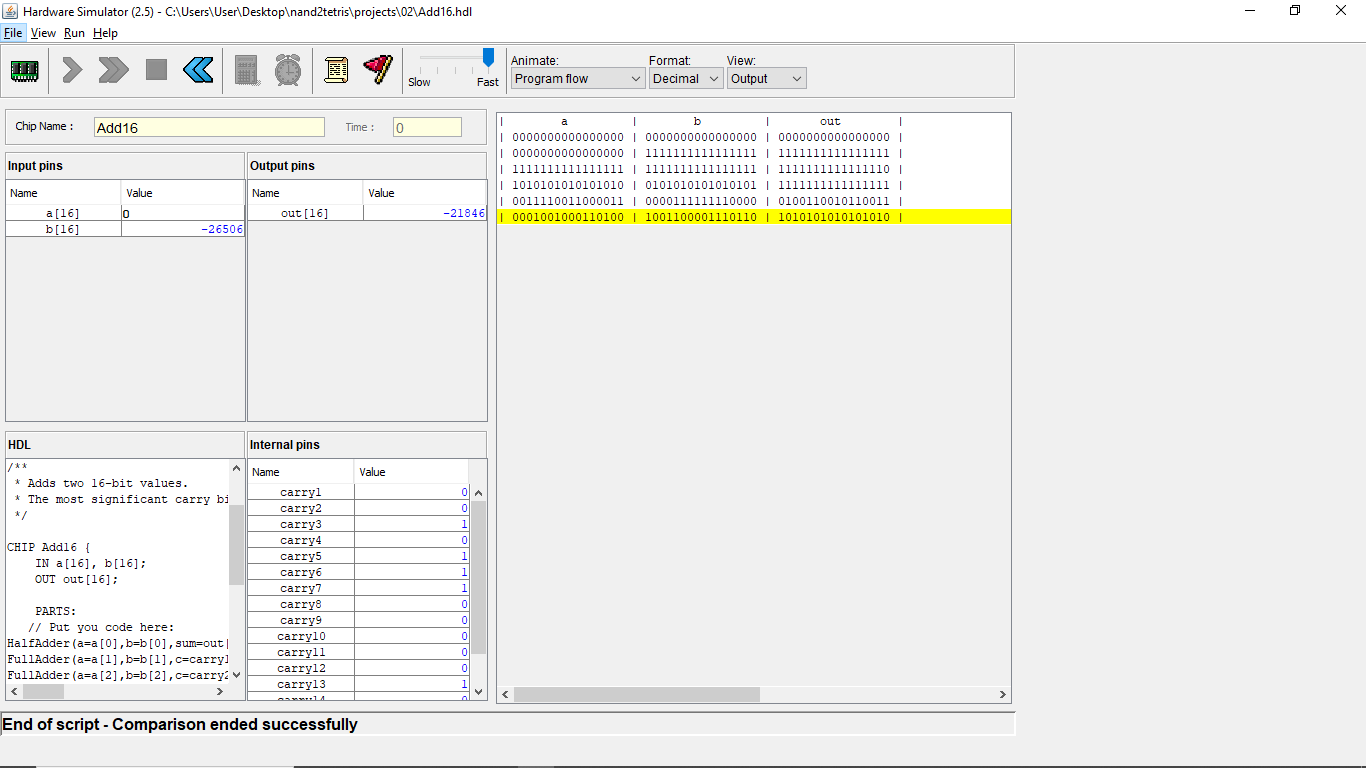 Hardware Simulator (2.5) - C:\Users\User\Desktop\nand2tetris\projects\02\Add16.hdl
File View Run Help
Slow Fast
Animate: Format: View:
Program flow Decimal Output
Chip Name : Add16 Time : 0
Input pins
Name Value
a[16] 0
b[16] -26506
Output pins
Name Value
out[16] -21846
HDL
/**
* Adds two 16-bit values.
* The most significant carry bi
*/
CHIP Add16 {
IN a[16], b[16];
OUT out[16];
PARTS:
// Put you code here:
HalfAdder(a=a[0],b=b[0],sum=out[
FullAdder(a=a[1],b=b[1],c=carry1
FullAdder(a=a[2],b=b[2],c=carry2
Internal pins
Name Value
carry1 0
carry2 0
carry3 1
carry4 0
carry5 1
carry6 1
carry7 1
carry8 0
carry9 0
carry10 0
carry11 0
carry12 0
carry13 1
carry14 0
| a | b | out |
| 0000000000000000 | 0000000000000000 | 0000000000000000 |
| 0000000000000000 | 1111111111111111 | 1111111111111111 |
| 1111111111111111 | 1111111111111111 | 1111111111111110 |
| 1010101010101010 | 0101010101010101 | 1111111111111111 |
| 0011110011000011 | 0000111111110000 | 0100110010110011 |
| 0001001000110100 | 1001100001110110 | 1010101010101010 |
End of script - Comparison ended successfully